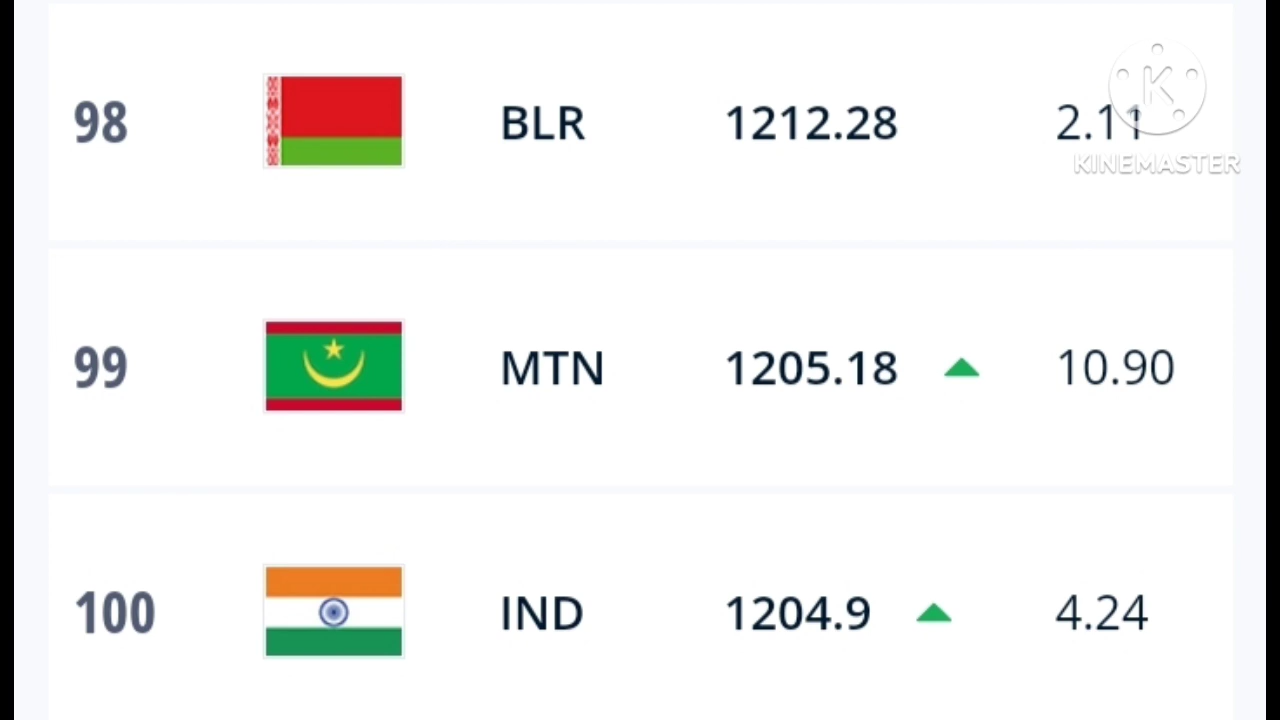 98 BLR 1212.28 2.11
K
KINEMASTER
99 MTN 1205.18 10.90
100 IND 1204.9 4.24